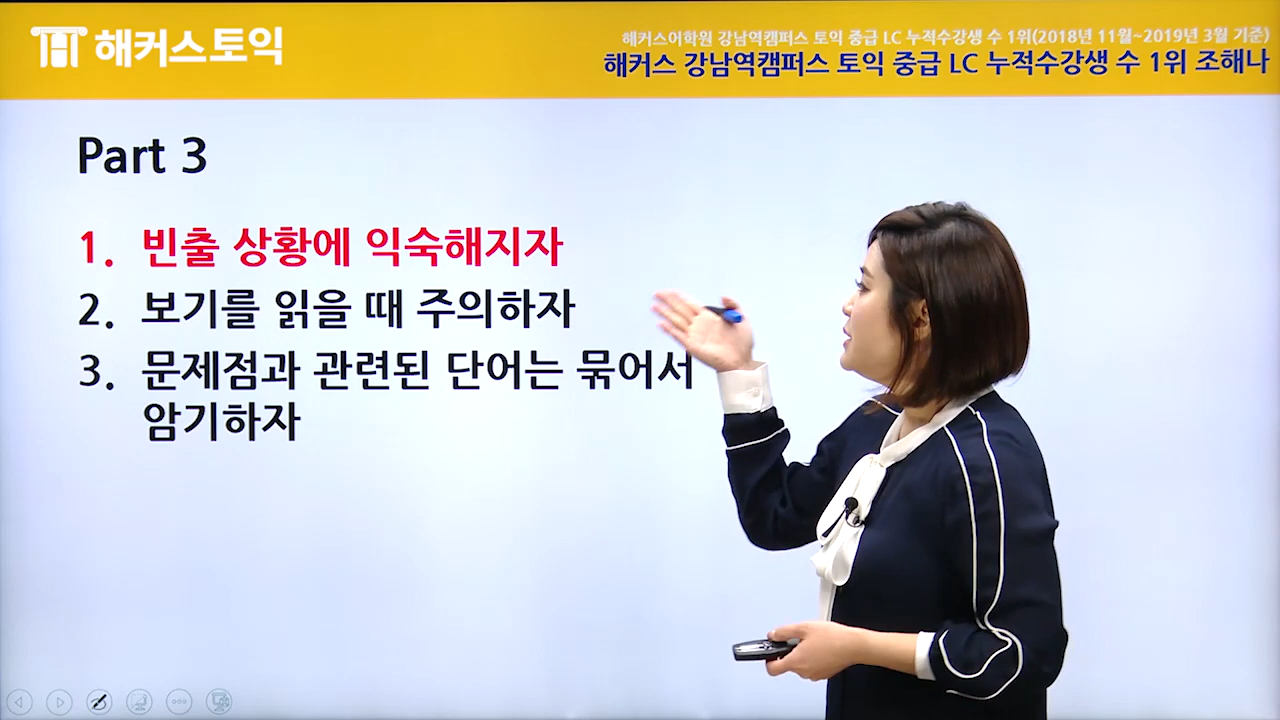 해커스토익
해커스어학원 강남역캠퍼스 토익 중급 LC 누적수강생 수 1위(2018년 11월~2019년 3월 기준)
해커스 강남역캠퍼스 토익 중급 LC 누적수강생 수 1위 조해나
Part 3
1. 빈출 상황에 익숙해지자
2. 보기를 읽을 때 주의하자
3. 문제점과 관련된 단어는 묶어서
암기하자